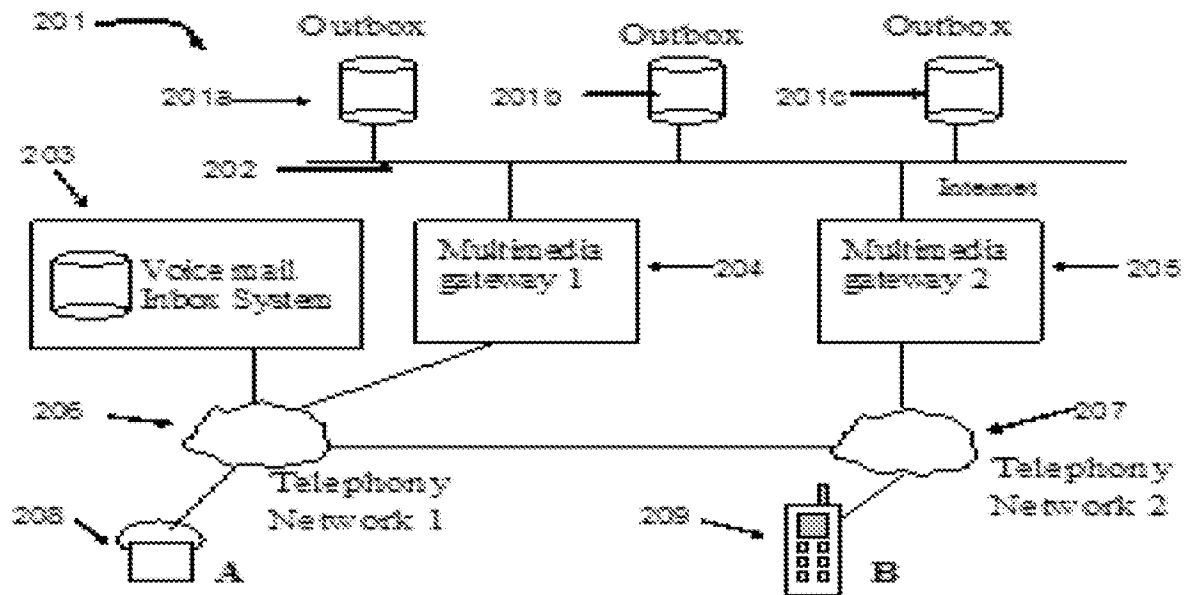 201
Outbox
Outbox
Outbox
201a
201b
201c
203
202
Internet
Voice mail
Inbox System
Multimedia
gateway 1
204
Multimedia
gateway 2
205
206
207
Telephony
Network 1
Telephony
Network 2
208
A
209
B